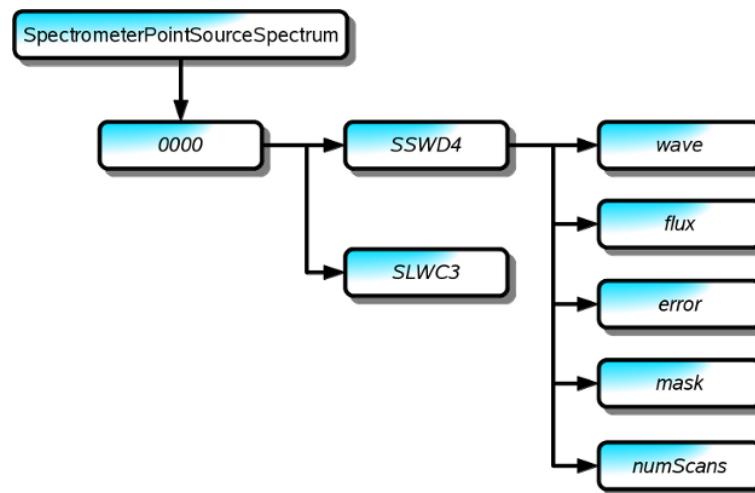 SpectrometerPointSourceSpectrum
0000
SSWD4
wave
flux
SLWC3
error
mask
numScans